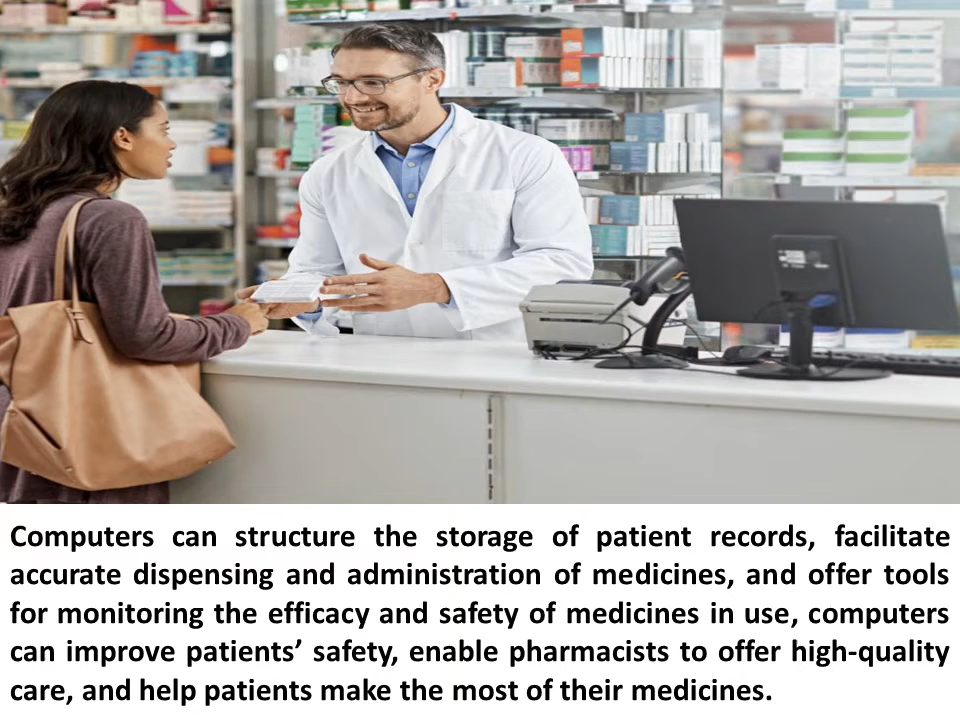 Computers can structure the storage of patient records, facilitate
accurate dispensing and administration of medicines, and offer tools
for monitoring the efficacy and safety of medicines in use, computers
can improve patients’ safety, enable pharmacists to offer high-quality
care, and help patients make the most of their medicines.